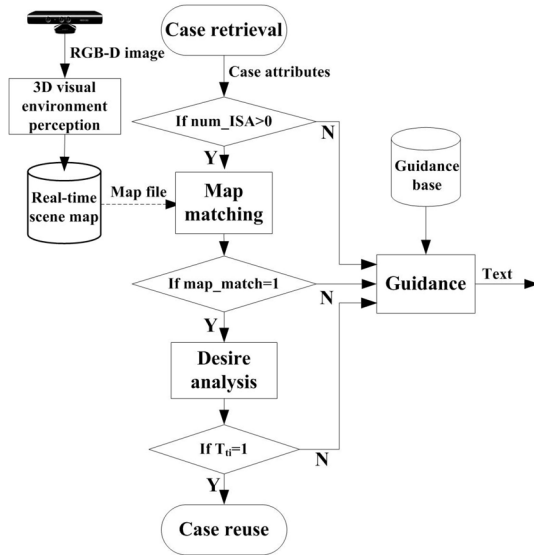 RGB-D image
3D visual
environment
perception
Real-time
scene map
Map file
Case retrieval
Case attributes
If num_ISA>0
N
Y
Map
matching
If map_match=1
N
Y
Desire
analysis
If Tti=1
N
Y
Case reuse
Guidance
base
Guidance
Text